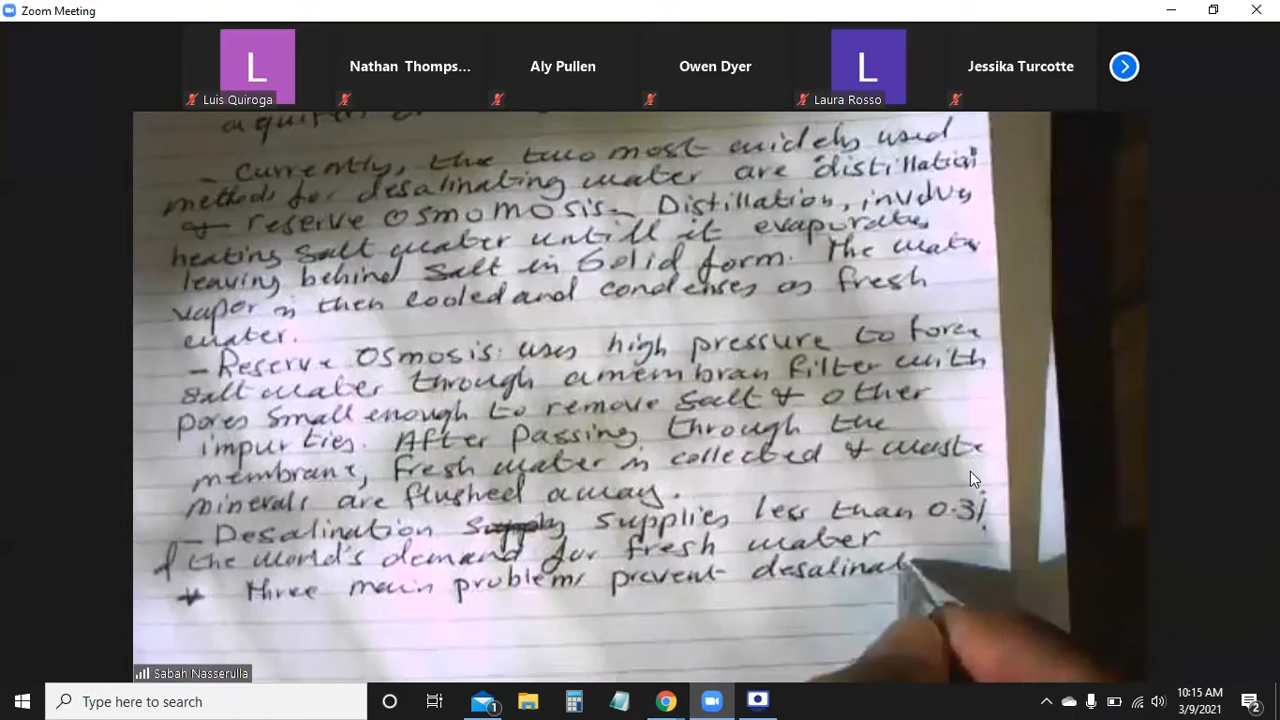 Zoom Meeting
L
Nathan Thomps...
Aly Pullen
Owen Dyer
L
Jessika Turcotte
Luis Quiroga
Laura Rosso
- Currently, the two most widely used
methods for desalinating water are "distillation"
& reserve osmomosis - Distillation, involves
heating salt water untill it evaporates
leaving behind salt in solid form. The water
vapor is then cooled and condenses as fresh
water.
- Reserve osmosis: uses high pressure to force
salt water through a membran filter with
pores small enough to remove salt & other
impurties. After passing through the
membrane, fresh water is collected & waste
minerals are flushed away.
- Desalination supplies less than 0.3%
of the world's demand for fresh water
* three main problems prevent desalinat
Sabah Nasserulla
Type here to search
1
10:15 AM
3/9/2021
2